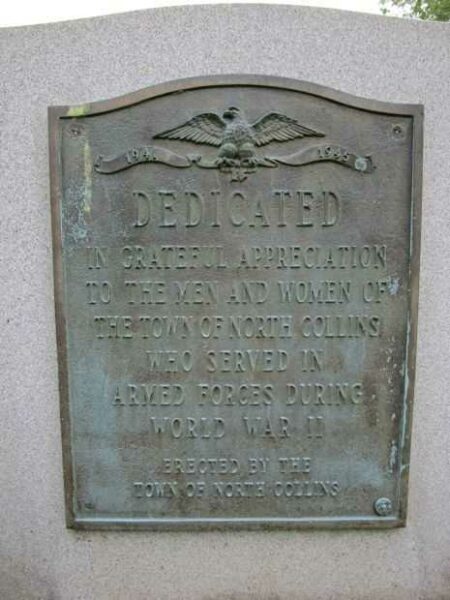 1941 1945
DEDICATED
IN GRATEFUL APPRECIATION
TO THE MEN AND WOMEN OF
THE TOWN OF NORTH COLLINS
WHO SERVED IN
ARMED FORCES DURING
WORLD WAR II
ERECTED BY THE
TOWN OF NORTH COLLINS